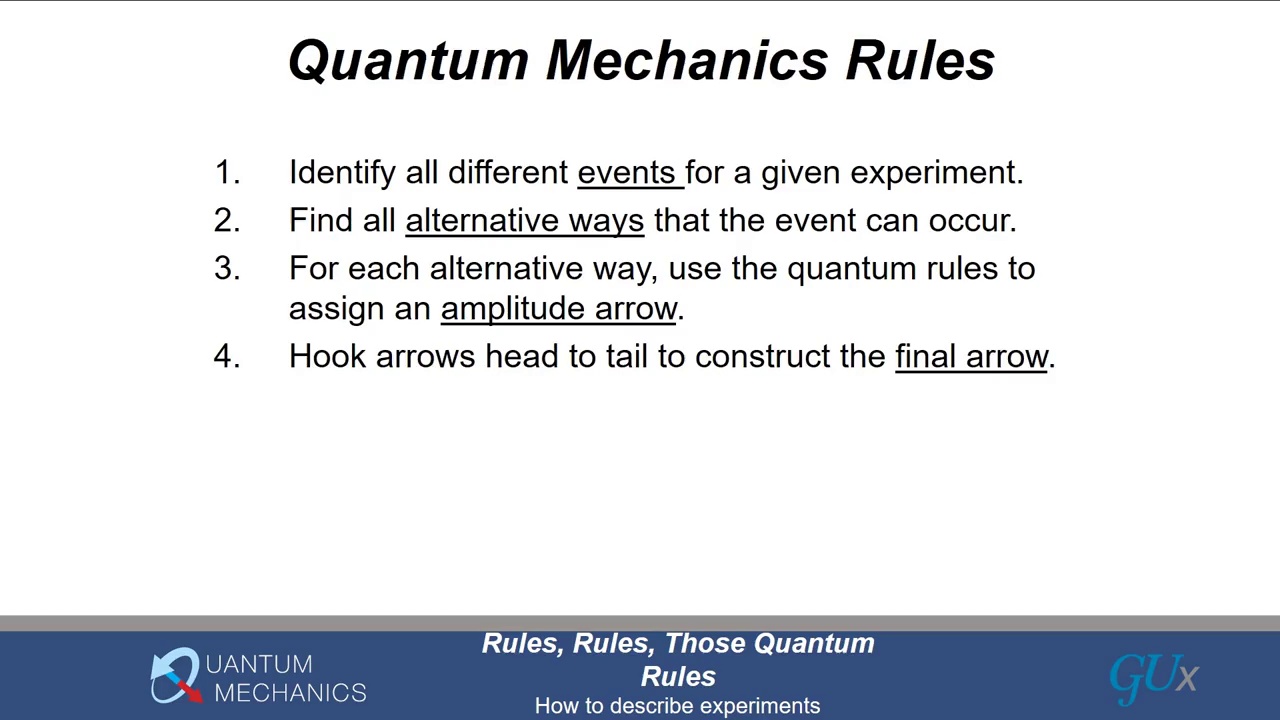 Quantum Mechanics Rules
1. Identify all different events for a given experiment.
2. Find all alternative ways that the event can occur.
3. For each alternative way, use the quantum rules to
assign an amplitude arrow.
4. Hook arrows head to tail to construct the final arrow.
Rules, Rules, Those Quantum
Rules
How to describe experiments
QUANTUM
MECHANICS
GUx